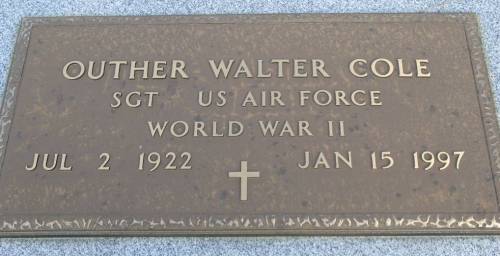 OUTHER WALTER COLE
SGT US AIR FORCE
WORLD WAR II
JUL 2 1922 JAN 15 1997